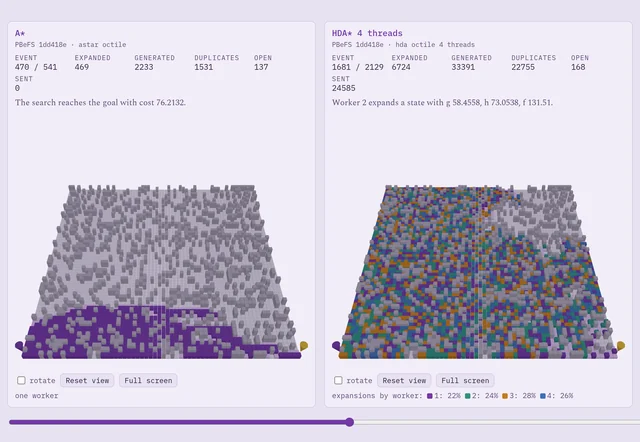 A*
PBeFS 1dd418e · astar octile
EVENT EXPANDED GENERATED DUPLICATES OPEN
470 / 541 469 2233 1531 137
SENT
0
The search reaches the goal with cost 76.2132.
rotate Reset view Full screen
one worker
HDA* 4 threads
PBeFS 1dd418e · hda octile 4 threads
EVENT EXPANDED GENERATED DUPLICATES OPEN
1681 / 2129 6724 33391 22755 168
SENT
24585
Worker 2 expands a state with g 58.4558, h 73.0538, f 131.51.
rotate Reset view Full screen
expansions by worker: 1: 22% 2: 24% 3: 28% 4: 26%